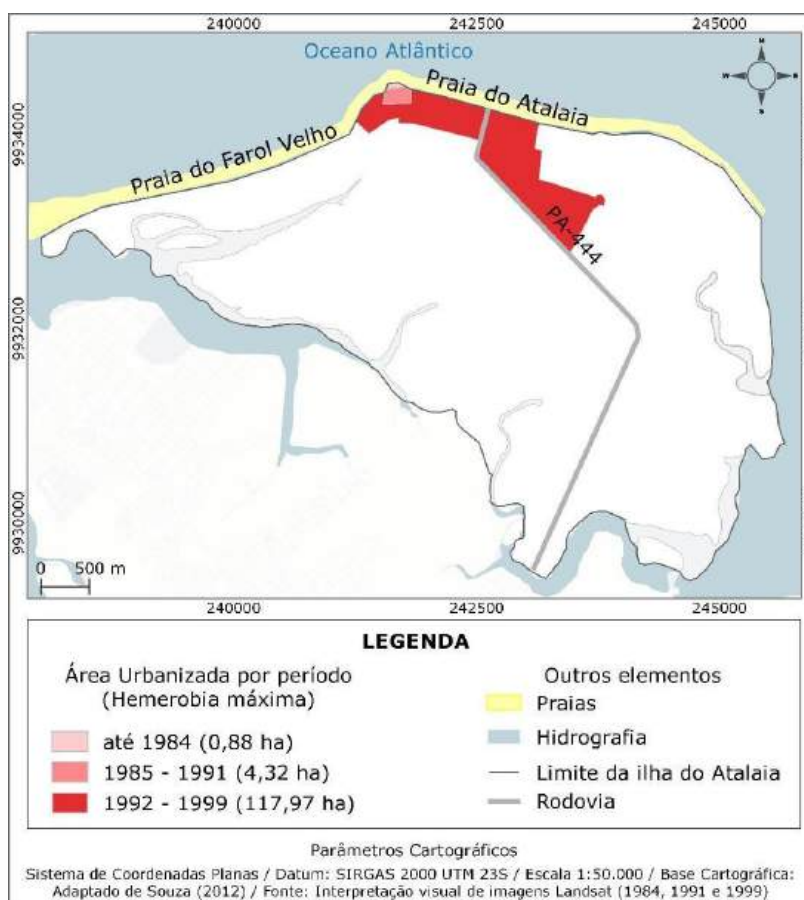 240000 242500 245000
Oceano Atlântico
N
W E
S
Praia do Atalaia
Praia do Farol Velho
PA-444
9934000
9932000
9930000
0 500 m
240000 242500 245000
LEGENDA
Área Urbanizada por período
(Hemerobia máxima)
até 1984 (0,88 ha)
1985 - 1991 (4,32 ha)
1992 - 1999 (117,97 ha)
Outros elementos
Praias
Hidrografia
Limite da ilha do Atalaia
Rodovia
Parâmetros Cartográficos
Sistema de Coordenadas Planas / Datum: SIRGAS 2000 UTM 23S / Escala 1:50.000 / Base Cartográfica:
Adaptado de Souza (2012) / Fonte: Interpretação visual de imagens Landsat (1984, 1991 e 1999)